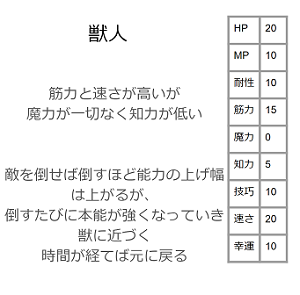 獣人
筋力と速さが高いが
魔力が一切なく知力が低い
敵を倒せば倒すほど能力の上げ幅
は上がるが、
倒すたびに本能が強くなっていき
獣に近づく
時間が経てば元に戻る
HP 20
MP 10
耐性 10
筋力 15
魔力 0
知力 5
技巧 10
速さ 20
幸運 10